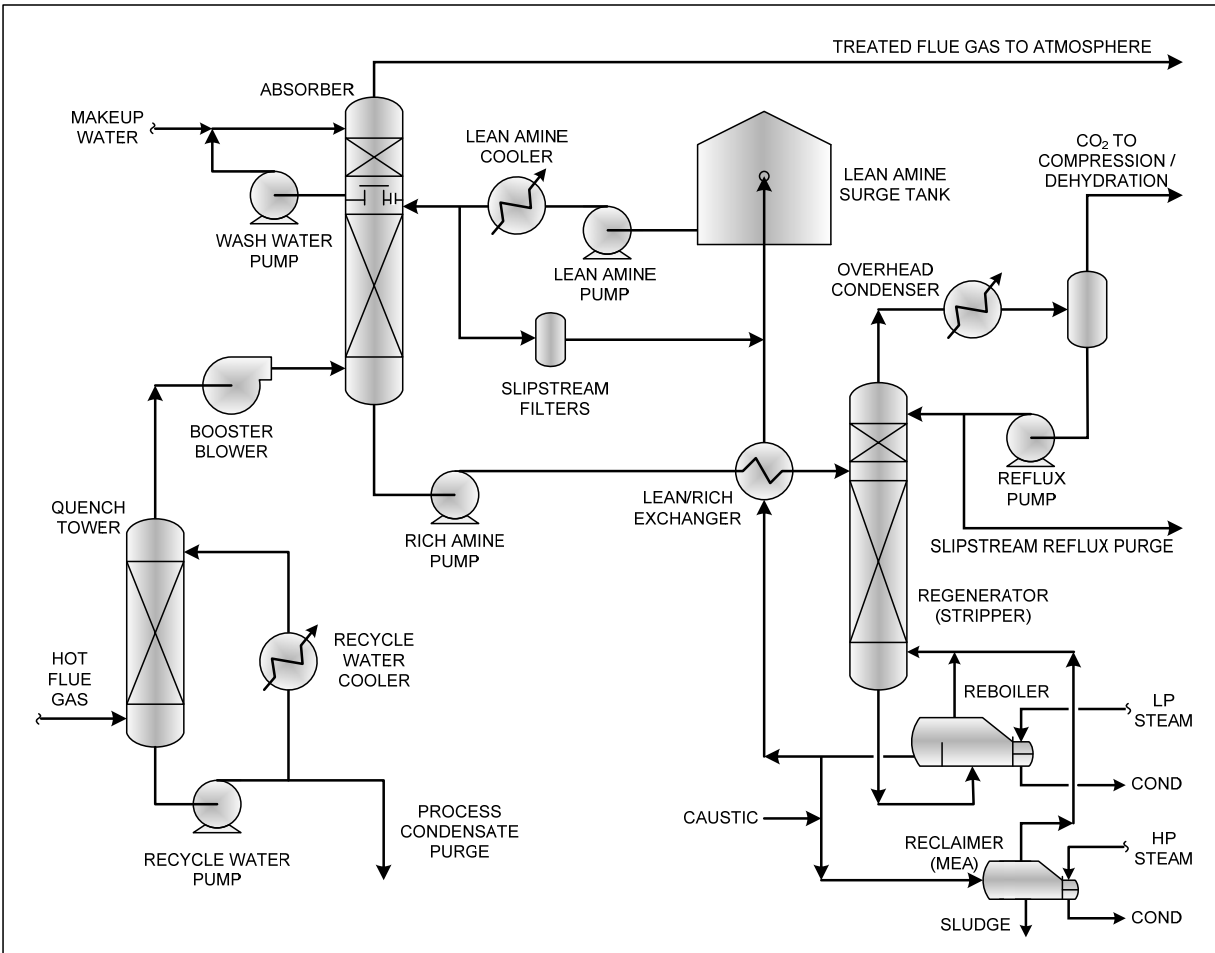 TREATED FLUE GAS TO ATMOSPHERE
ABSORBER
MAKEUP
WATER
LEAN AMINE
COOLER
CO₂ TO
COMPRESSION /
DEHYDRATION
LEAN AMINE
SURGE TANK
WASH WATER
PUMP
LEAN AMINE
PUMP
OVERHEAD
CONDENSER
SLIPSTREAM
FILTERS
BOOSTER
BLOWER
REFLUX
PUMP
QUENCH
TOWER
LEAN/RICH
EXCHANGER
RICH AMINE
PUMP
SLIPSTREAM REFLUX PURGE
REGENERATOR
(STRIPPER)
HOT
FLUE
GAS
RECYCLE
WATER
COOLER
REBOILER
LP
STEAM
COND
PROCESS
CONDENSATE
PURGE
CAUSTIC
RECYCLE WATER
PUMP
RECLAIMER
(MEA)
HP
STEAM
COND
SLUDGE